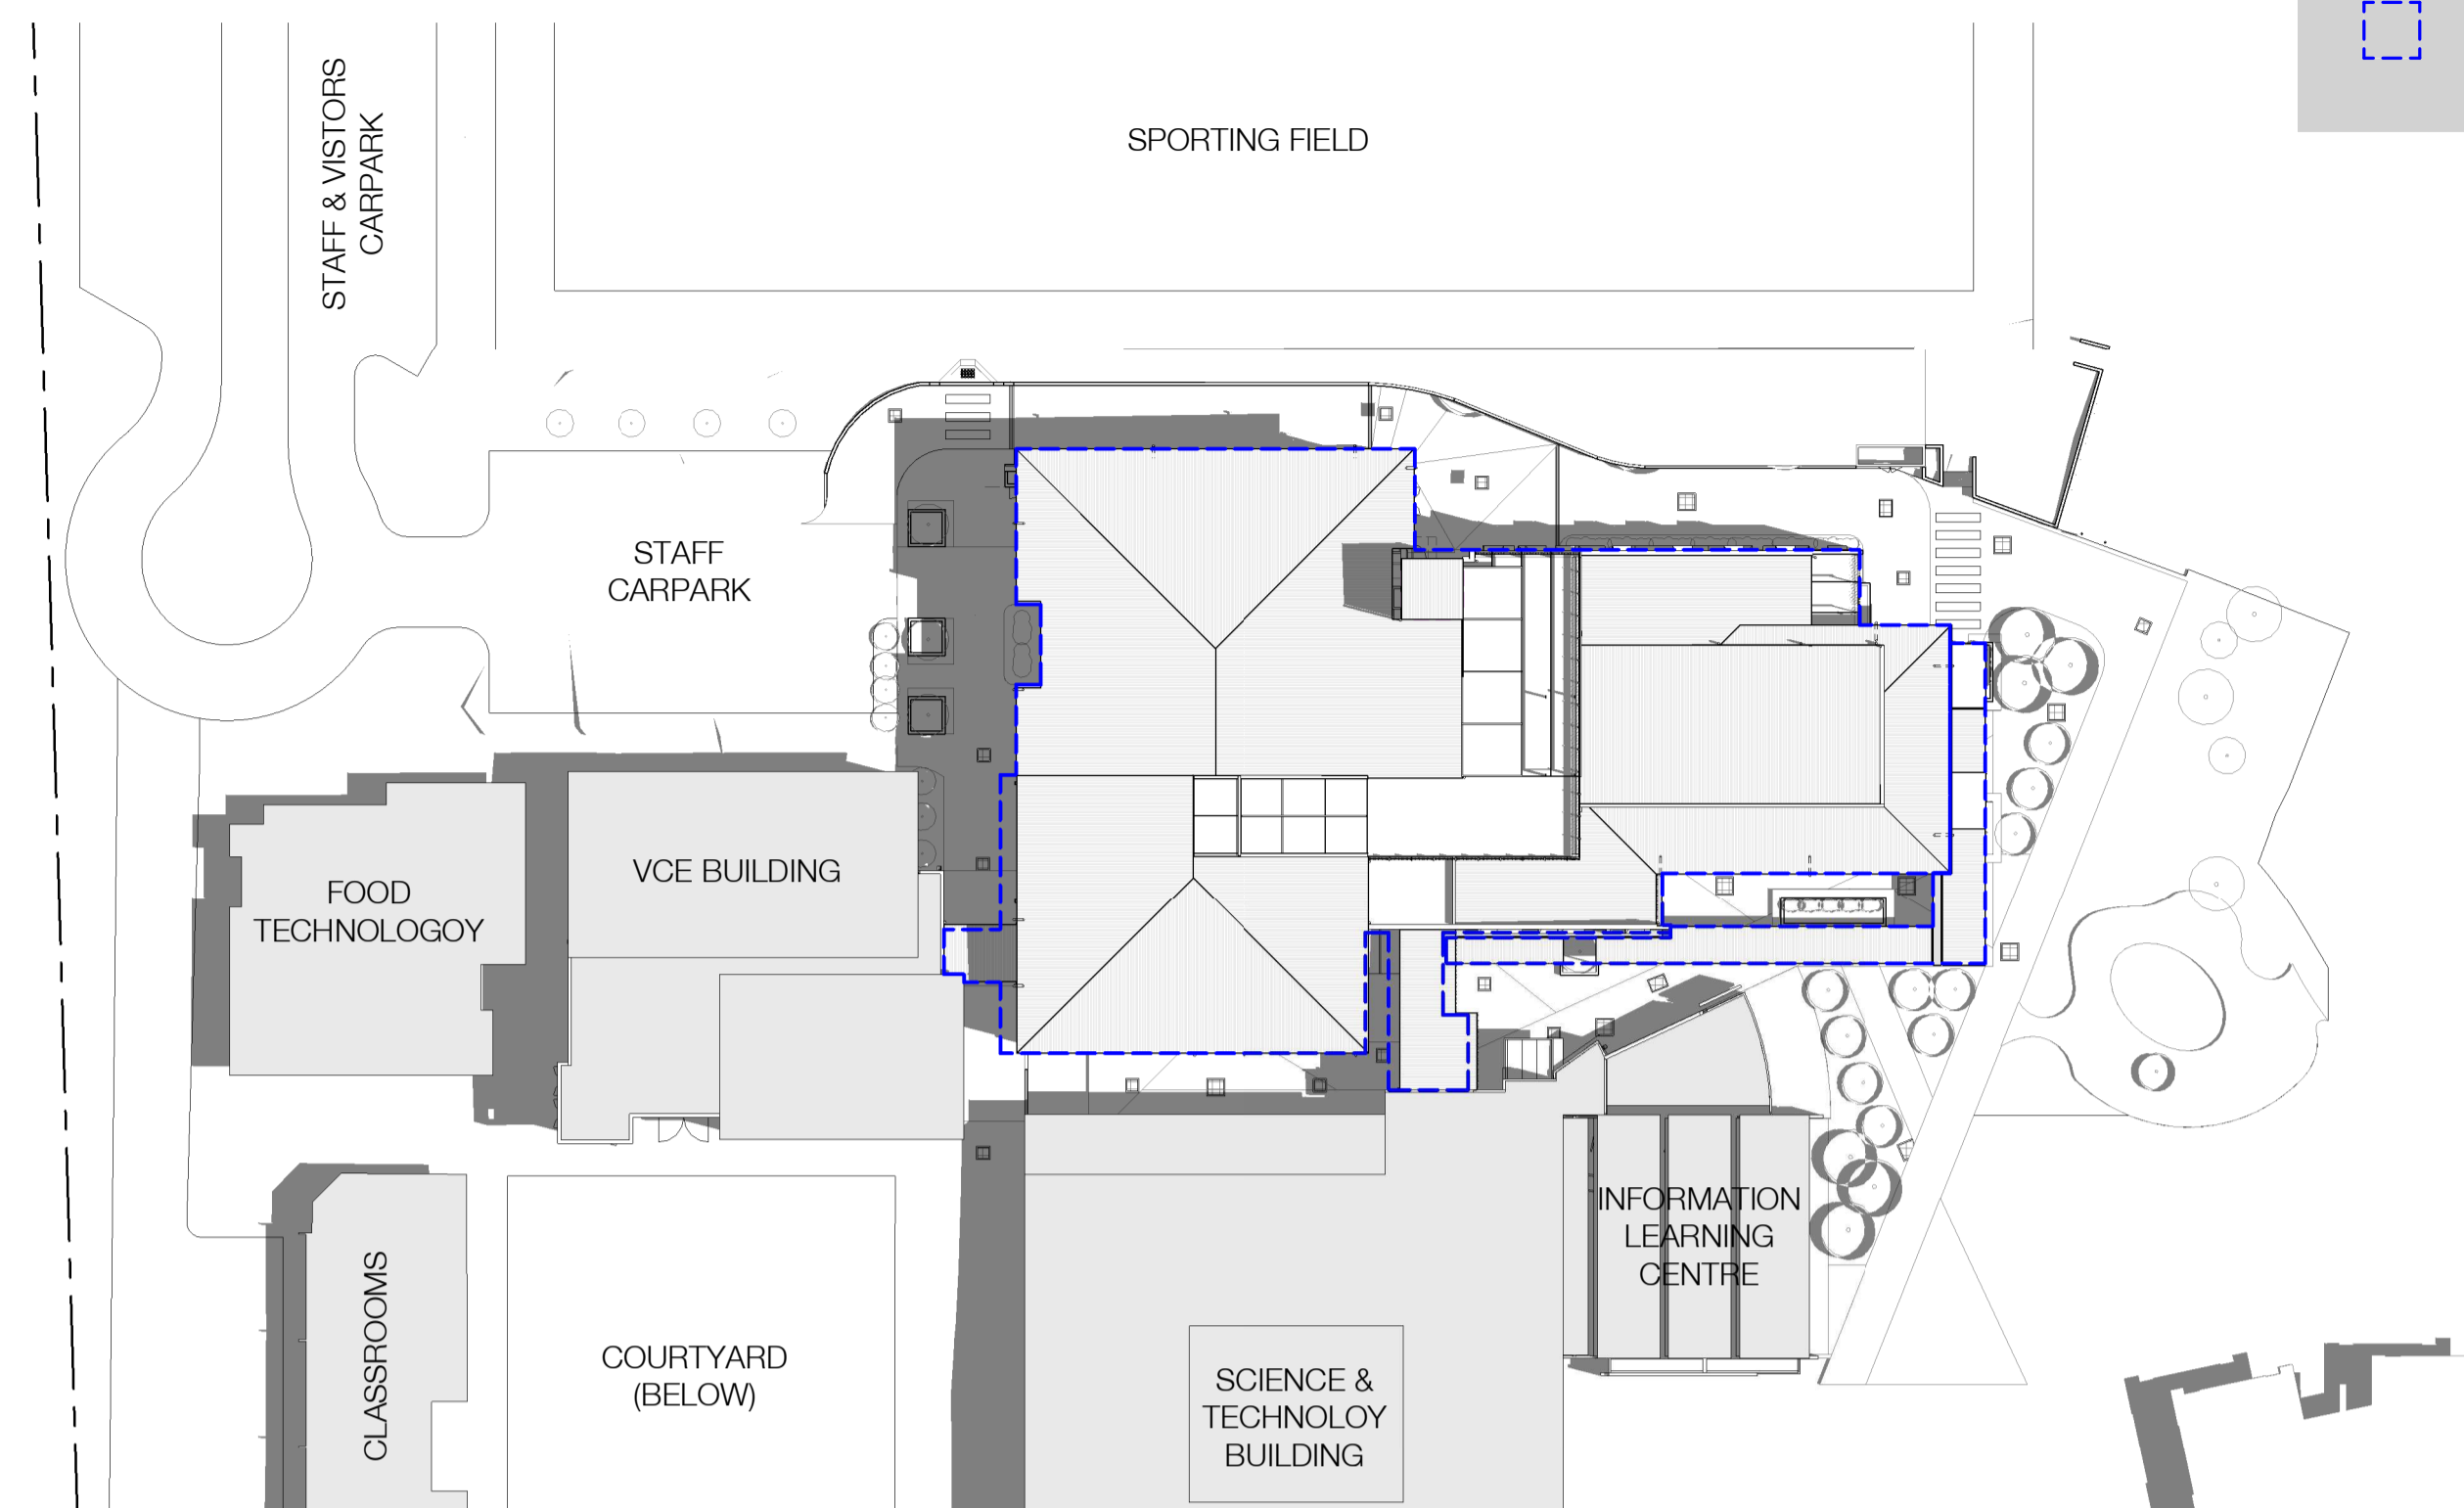 STAFF & VISTORS
CARPARK
SPORTING FIELD
STAFF
CARPARK
FOOD
TECHNOLOGOY
VCE BUILDING
CLASSROOMS
COURTYARD
(BELOW)
SCIENCE &
TECHNOLOY
BUILDING
INFORMATION
LEARNING
CENTRE